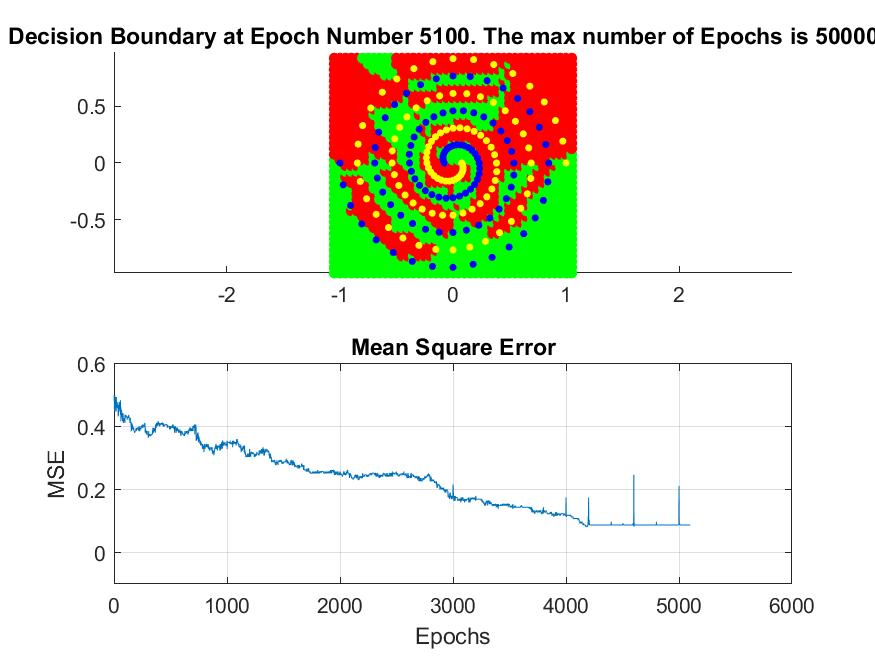 Decision Boundary at Epoch Number 5100. The max number of Epochs is 50000
0.5
0
-0.5
-2 -1 0 1 2
Mean Square Error
0.6
0.4
0.2
0
MSE
0 1000 2000 3000 4000 5000 6000
Epochs